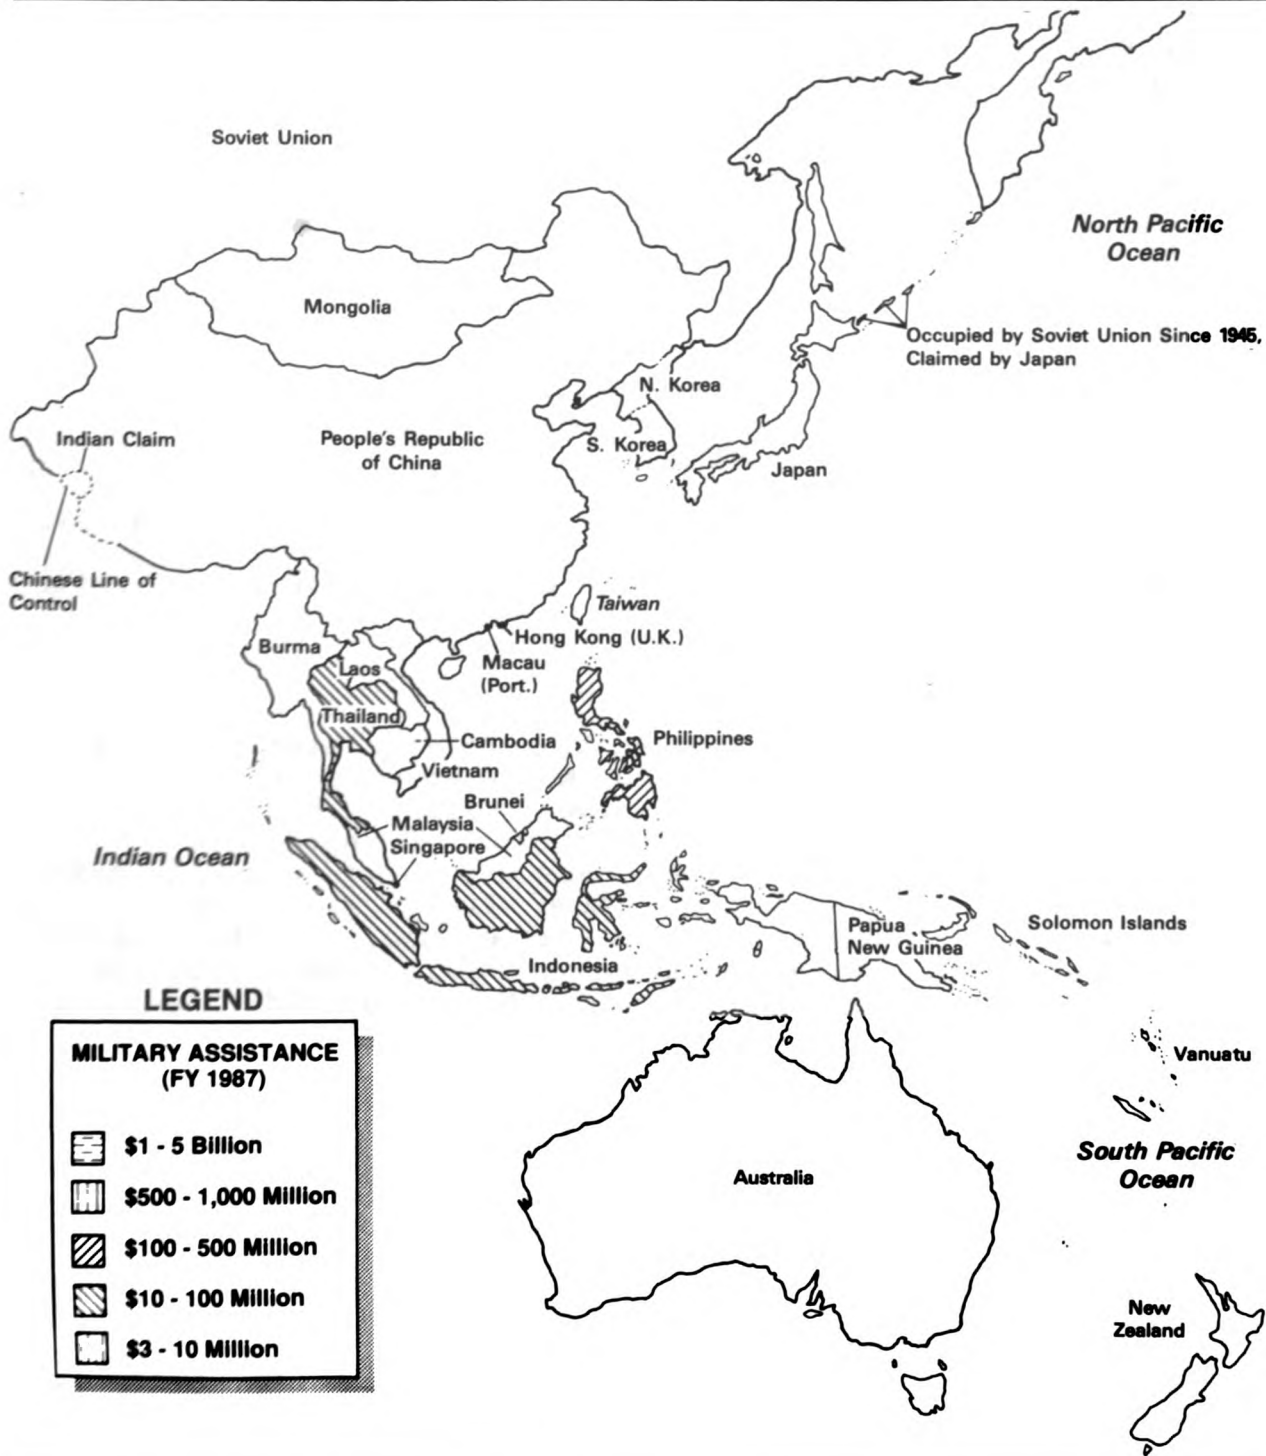 Soviet Union
North Pacific
Ocean
Mongolia
Occupied by Soviet Union Since 1945,
Claimed by Japan
N. Korea
Indian Claim
People's Republic
of China
S. Korea
Japan
Chinese Line of
Control
Taiwan
Hong Kong (U.K.)
Burma
Macau
(Port.)
Laos
Thailand
Philippines
Cambodia
Vietnam
Brunei
Malaysia
Singapore
Indian Ocean
Papua
New Guinea
Solomon Islands
Indonesia
LEGEND
MILITARY ASSISTANCE
(FY 1987)
$1 - 5 Billion
$500 - 1,000 Million
$100 - 500 Million
$10 - 100 Million
$3 - 10 Million
Vanuatu
South Pacific
Ocean
Australia
New
Zealand